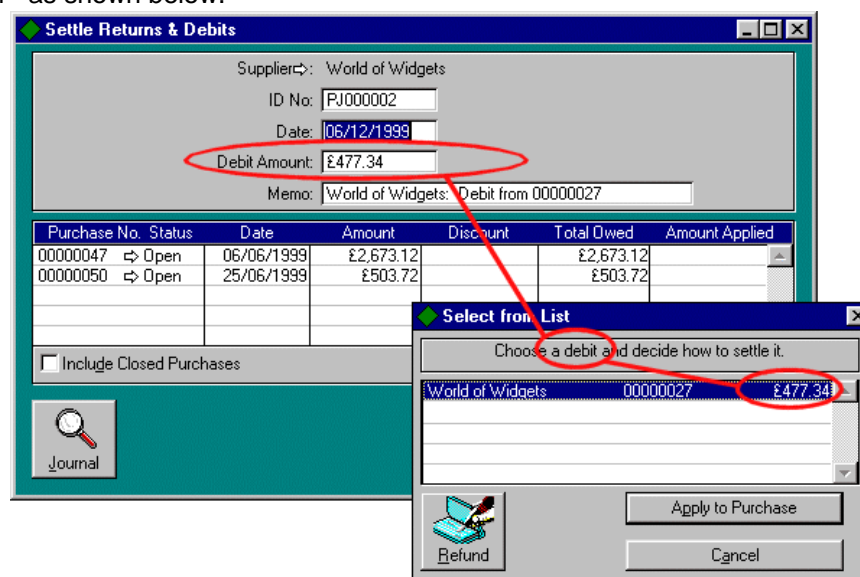 as shown below.
Settle Returns & Debits
Supplier⇨: World of Widgets
ID No: PJ000002
Date: 06/12/1999
Debit Amount: £477.34
Memo: World of Widgets: Debit from 00000027
Purchase No. Status Date Amount Discount Total Owed Amount Applied
00000047 ⇨ Open 06/06/1999 £2,673.12 £2,673.12
00000050 ⇨ Open 25/06/1999 £503.72 £503.72
Include Closed Purchases
Journal
Select from List
Choose a debit and decide how to settle it.
World of Widgets 00000027 £477.34
Apply to Purchase
Refund
Cancel